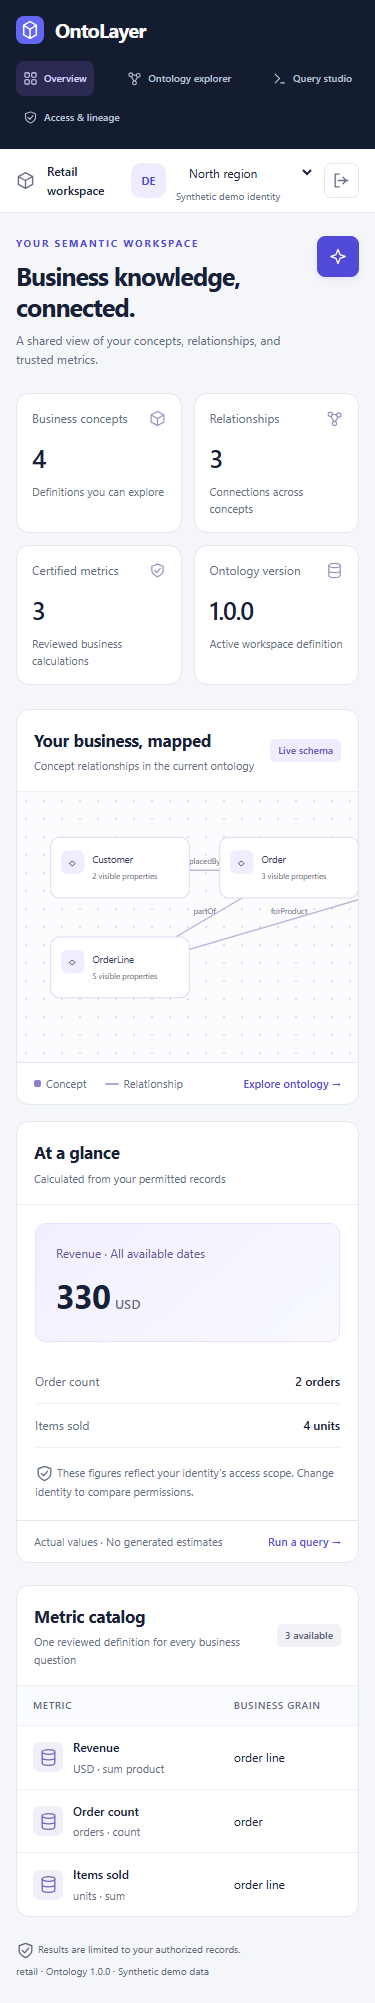 OntoLayer
Overview
Ontology explorer
Query studio
Access & lineage
Retail
workspace
DE
North region
Synthetic demo identity
YOUR SEMANTIC WORKSPACE
Business knowledge,
connected.
A shared view of your concepts, relationships, and
trusted metrics.
Business concepts
4
Definitions you can explore
Relationships
3
Connections across
concepts
Certified metrics
3
Reviewed business
calculations
Ontology version
1.0.0
Active workspace definition
Your business, mapped
Concept relationships in the current ontology
Live schema
Customer
2 visible properties
placedBy
Order
3 visible properties
partOf
forProduct
OrderLine
5 visible properties
Concept
Relationship
Explore ontology →
At a glance
Calculated from your permitted records
Revenue · All available dates
330 USD
Order count
2 orders
Items sold
4 units
These figures reflect your identity's access scope. Change
identity to compare permissions.
Actual values · No generated estimates
Run a query →
Metric catalog
One reviewed definition for every business
question
3 available
METRIC
BUSINESS GRAIN
Revenue
USD · sum product
order line
Order count
orders · count
order
Items sold
units · sum
order line
Results are limited to your authorized records.
retail · Ontology 1.0.0 · Synthetic demo data